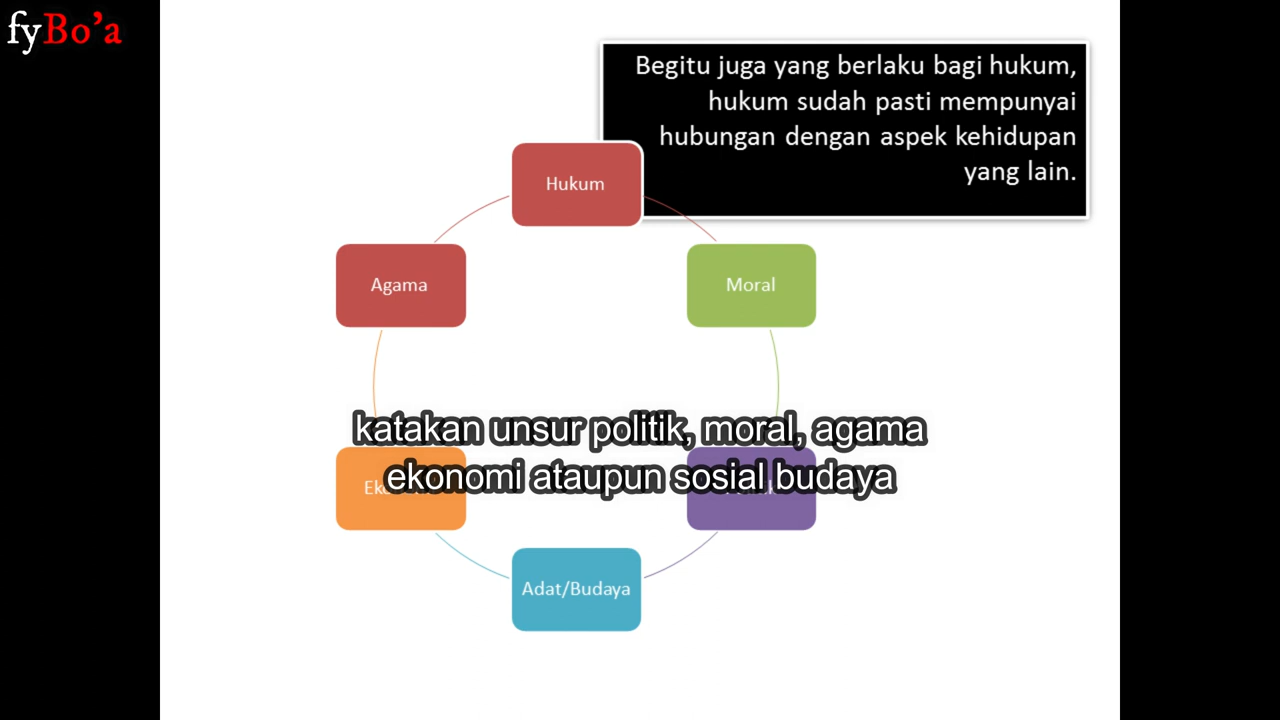 fyBo'a
Begitu juga yang berlaku bagi hukum,
hukum sudah pasti mempunyai
hubungan dengan aspek kehidupan
yang lain.
Hukum
Agama
Moral
katakan unsur politik, moral, agama
ekonomi ataupun sosial budaya
Adat/Budaya